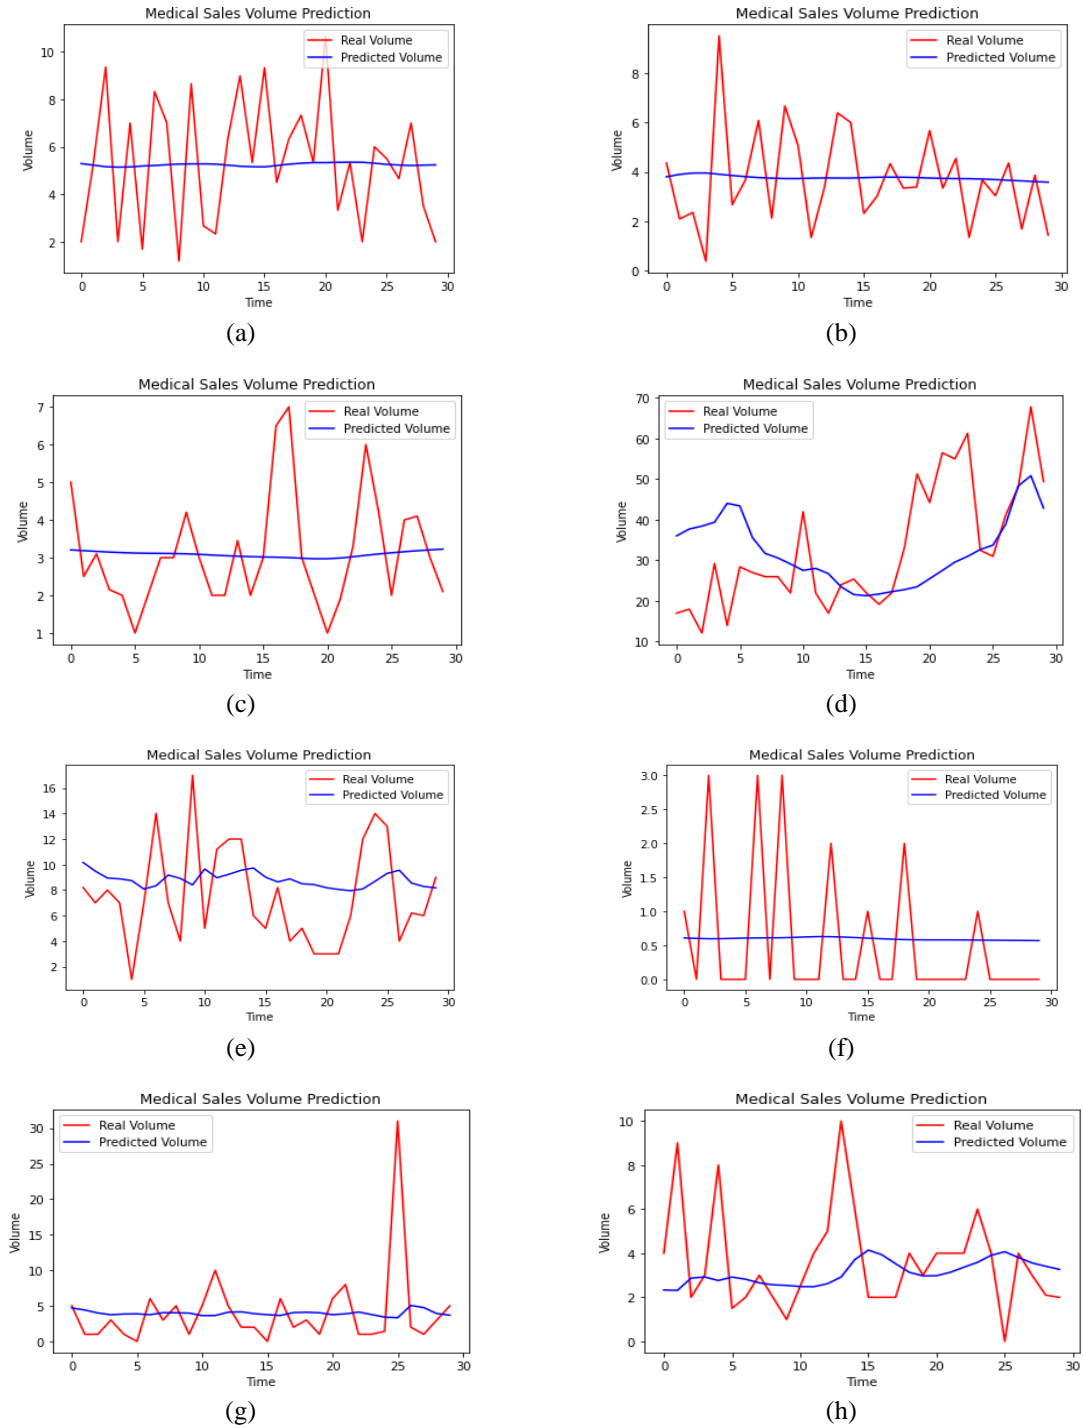 Medical Sales Volume Prediction
Real Volume
Predicted Volume
Volume
10
8
6
4
2
0 5 10 15 20 25 30
Time
(a)
Medical Sales Volume Prediction
Real Volume
Predicted Volume
Volume
8
6
4
2
0
0 5 10 15 20 25 30
Time
(b)
Medical Sales Volume Prediction
Real Volume
Predicted Volume
Volume
7
6
5
4
3
2
1
0 5 10 15 20 25 30
Time
(c)
Medical Sales Volume Prediction
Real Volume
Predicted Volume
Volume
70
60
50
40
30
20
10
0 5 10 15 20 25 30
Time
(d)
Medical Sales Volume Prediction
Real Volume
Predicted Volume
Volume
16
14
12
10
8
6
4
2
0 5 10 15 20 25 30
Time
(e)
Medical Sales Volume Prediction
Real Volume
Predicted Volume
Volume
3.0
2.5
2.0
1.5
1.0
0.5
0.0
0 5 10 15 20 25 30
Time
(f)
Medical Sales Volume Prediction
Real Volume
Predicted Volume
Volume
30
25
20
15
10
5
0
0 5 10 15 20 25 30
Time
(g)
Medical Sales Volume Prediction
Real Volume
Predicted Volume
Volume
10
8
6
4
2
0
0 5 10 15 20 25 30
Time
(h)